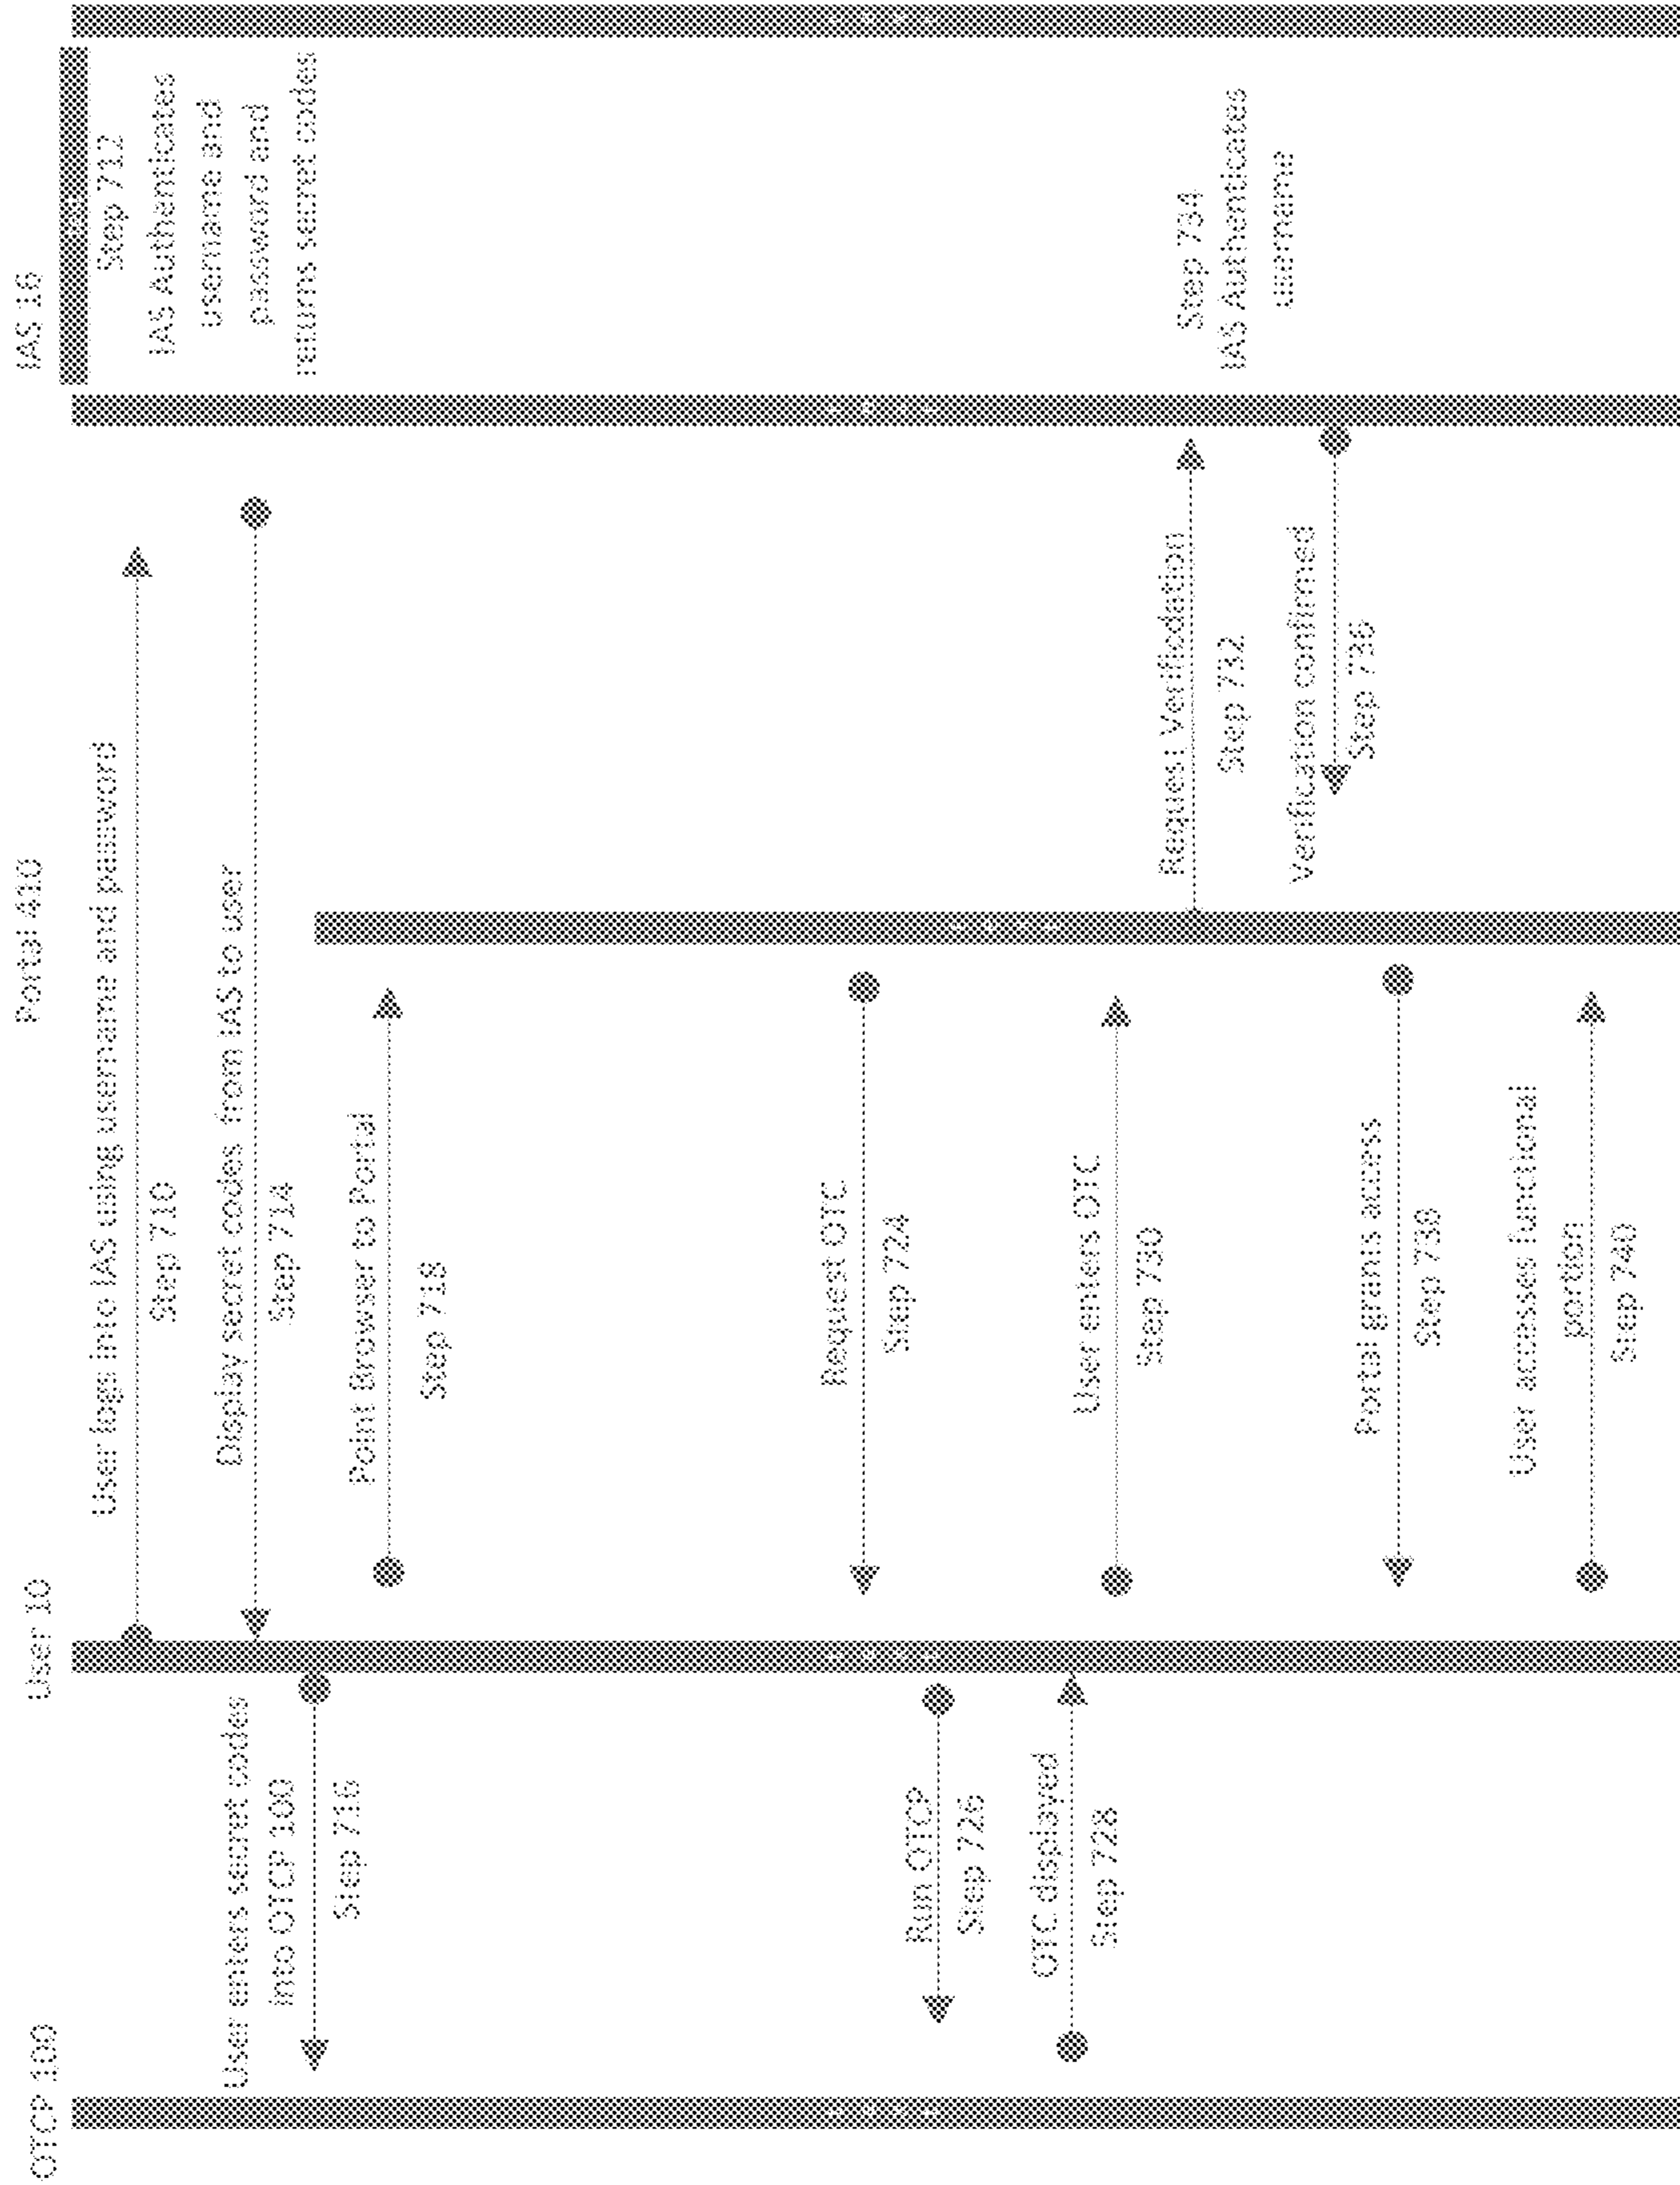 OTCP 100
User 10
Portal 410
IAS 16
User logs into IAS using username and password
Step 710
Step 712
IAS Authenticates
username and
password and
returns secret codes
Display secret codes from IAS to user
Step 714
User enters secret codes
into OTCP 100
Step 716
Point Browser to Portal
Step 718
Request OTC
Step 724
Run OTCP
Step 726
OTC displayed
Step 728
User enters OTC
Step 730
Request Verification
Step 732
Step 734
IAS Authenticates
username
Verification confirmed
Step 736
Portal grants access
Step 738
User accesses functional
portion
Step 740